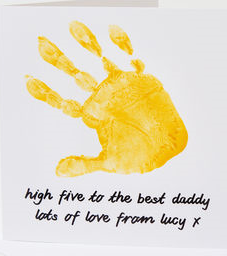 high five to the best daddy
lots of love from lucy x